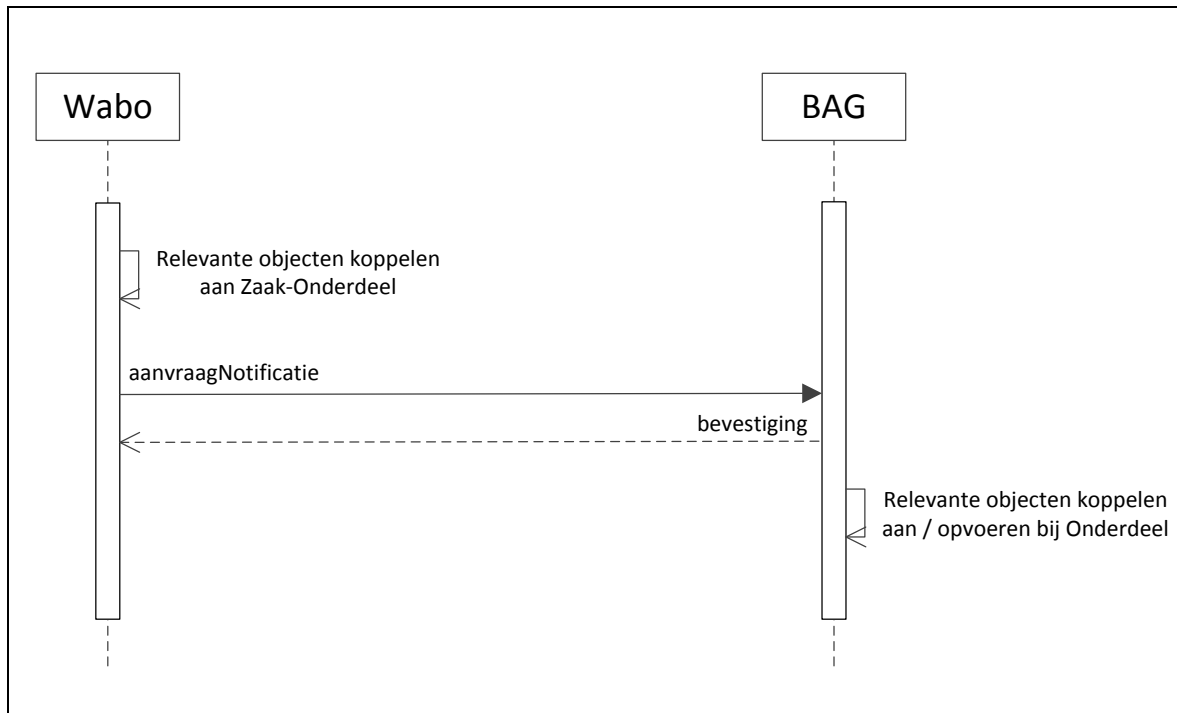 Wabo
BAG
Relevante objecten koppelen
aan Zaak-Onderdeel
aanvraagNotificatie
bevestiging
Relevante objecten koppelen
aan / opvoeren bij Onderdeel